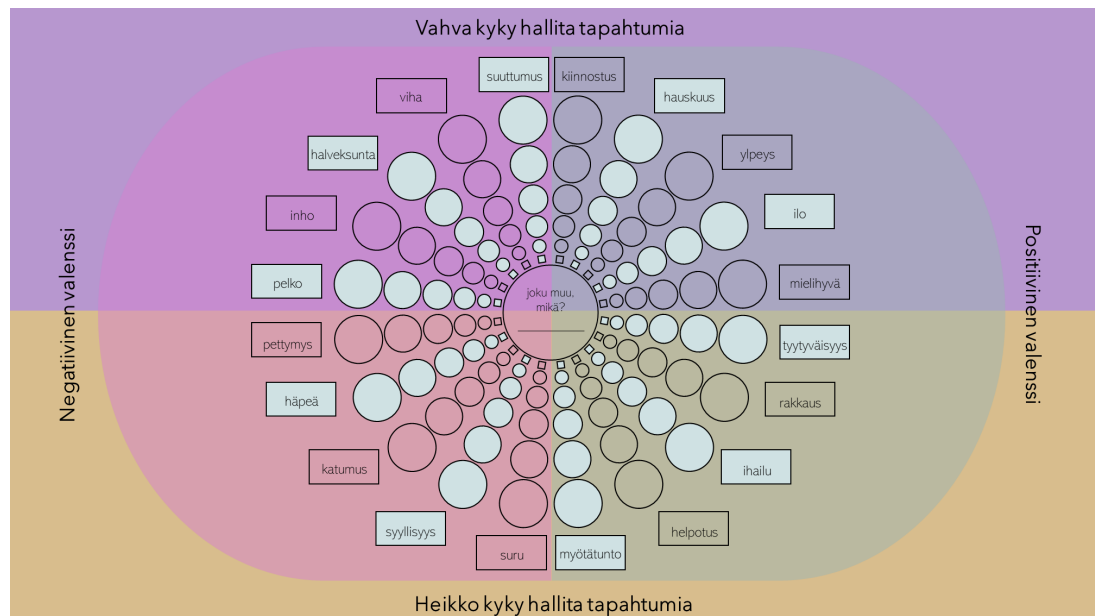 Vahva kyky hallita tapahtumia
suuttumus
kiinnostus
viha
hauskuus
halveksunta
ylpeys
inho
ilo
pelko
mielihyvä
joku muu,
mikä?
Negatiivinen valenssi
Positiivinen valenssi
pettymys
tyytyväisyys
häpeä
rakkaus
katumus
ihailu
syyllisyys
helpotus
suru
myötätunto
Heikko kyky hallita tapahtumia